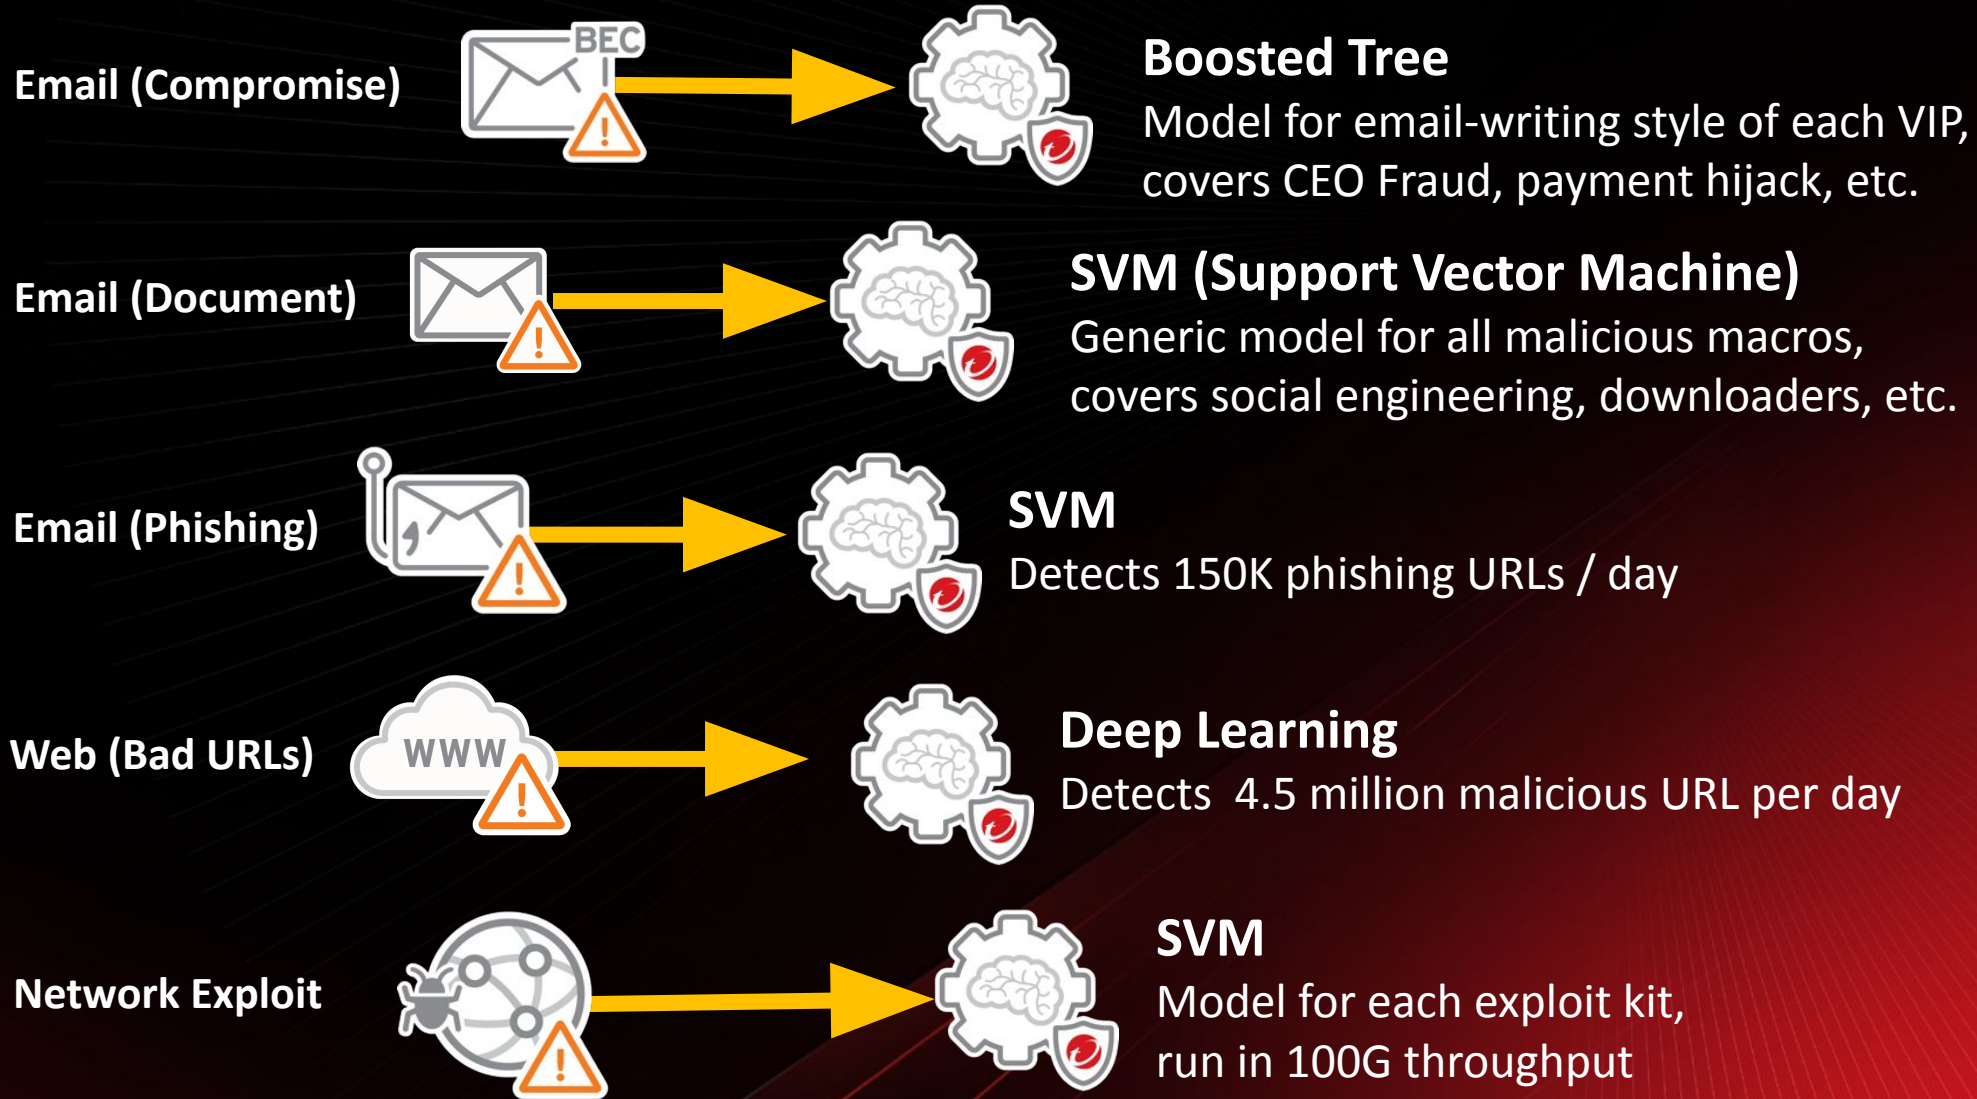 Email (Compromise)
BEC
Boosted Tree
Model for email-writing style of each VIP,
covers CEO Fraud, payment hijack, etc.
Email (Document)
SVM (Support Vector Machine)
Generic model for all malicious macros,
covers social engineering, downloaders, etc.
Email (Phishing)
SVM
Detects 150K phishing URLs / day
Web (Bad URLs)
WWW
Deep Learning
Detects  4.5 million malicious URL per day
Network Exploit
SVM
Model for each exploit kit,
run in 100G throughput